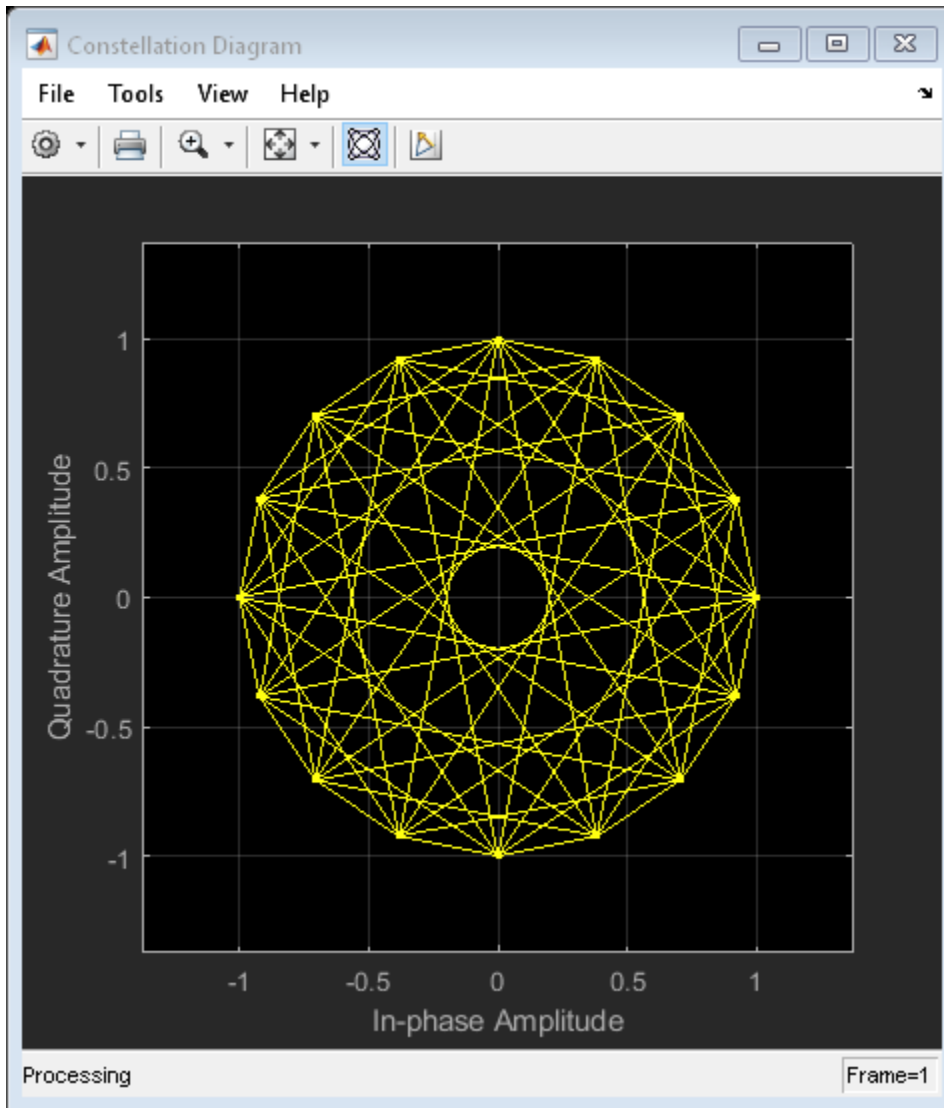 Constellation Diagram
File Tools View Help
1
0.5
0
-0.5
-1
Quadrature Amplitude
-1 -0.5 0 0.5 1
In-phase Amplitude
Processing Frame=1